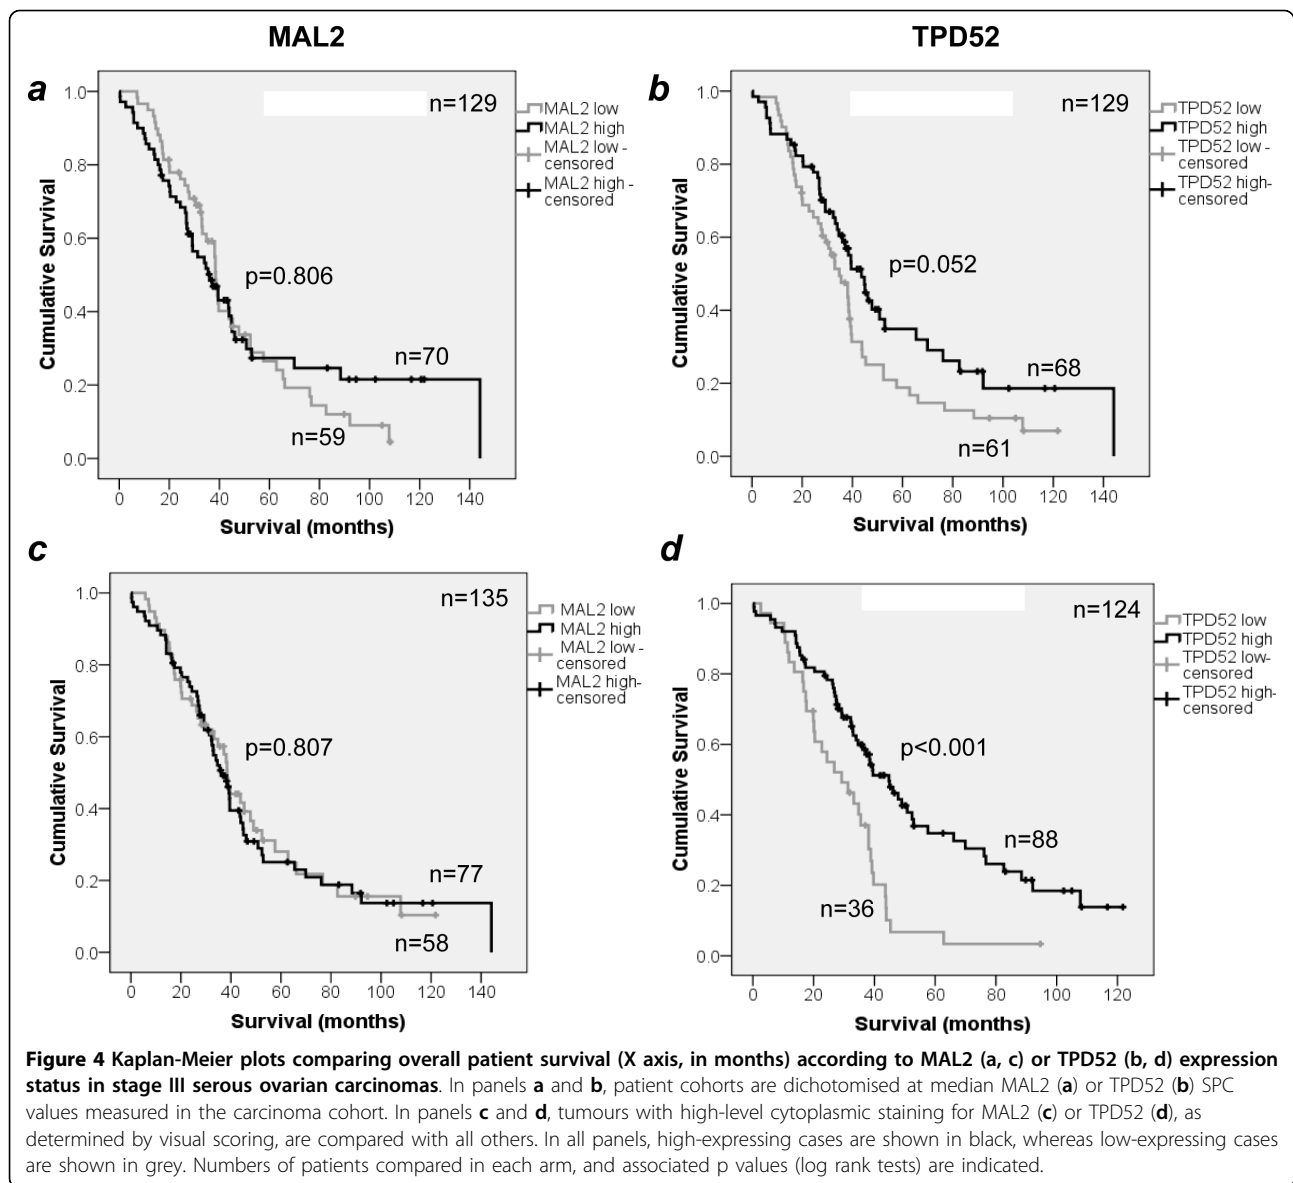 MAL2
TPD52
a
n=129
MAL2 low
MAL2 high
MAL2 low -
censored
MAL2 high -
censored
1.0
0.8
0.6
0.4
0.2
0.0
Cumulative Survival
p=0.806
n=70
n=59
0 20 40 60 80 100 120 140
Survival (months)
b
n=129
TPD52 low
TPD52 high
TPD52 low -
censored
TPD52 high-
censored
1.0
0.8
0.6
0.4
0.2
0.0
Cumulative Survival
p=0.052
n=68
n=61
0 20 40 60 80 100 120 140
Survival (months)
c
n=135
MAL2 low
MAL2 high
MAL2 low -
censored
MAL2 high-
censored
1.0
0.8
0.6
0.4
0.2
0.0
Cumulative Survival
p=0.807
n=77
n=58
0 20 40 60 80 100 120 140
Survival (months)
d
n=124
TPD52 low
TPD52 high
TPD52 low-
censored
TPD52 high-
censored
1.0
0.8
0.6
0.4
0.2
0.0
Cumulative Survival
p<0.001
n=88
n=36
0 20 40 60 80 100 120
Survival (months)
Figure 4 Kaplan-Meier plots comparing overall patient survival (X axis, in months) according to MAL2 (a, c) or TPD52 (b, d) expression
status in stage III serous ovarian carcinomas. In panels a and b, patient cohorts are dichotomised at median MAL2 (a) or TPD52 (b) SPC
values measured in the carcinoma cohort. In panels c and d, tumours with high-level cytoplasmic staining for MAL2 (c) or TPD52 (d), as
determined by visual scoring, are compared with all others. In all panels, high-expressing cases are shown in black, whereas low-expressing cases
are shown in grey. Numbers of patients compared in each arm, and associated p values (log rank tests) are indicated.